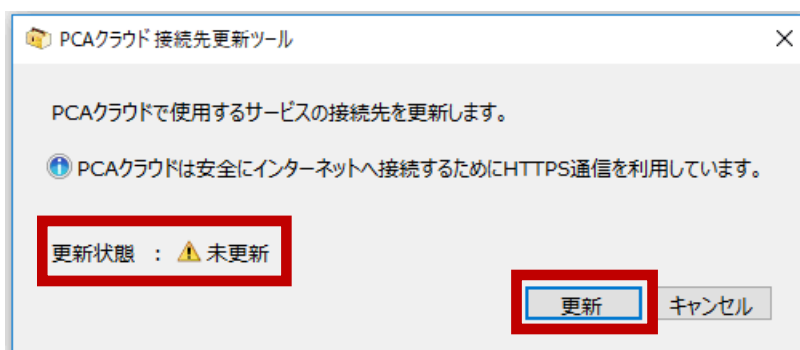 PCAクラウド 接続先更新ツール
PCAクラウドで使用するサービスの接続先を更新します。
PCAクラウドは安全にインターネットへ接続するためにHTTPS通信を利用しています。
更新状態 : 未更新
更新 キャンセル